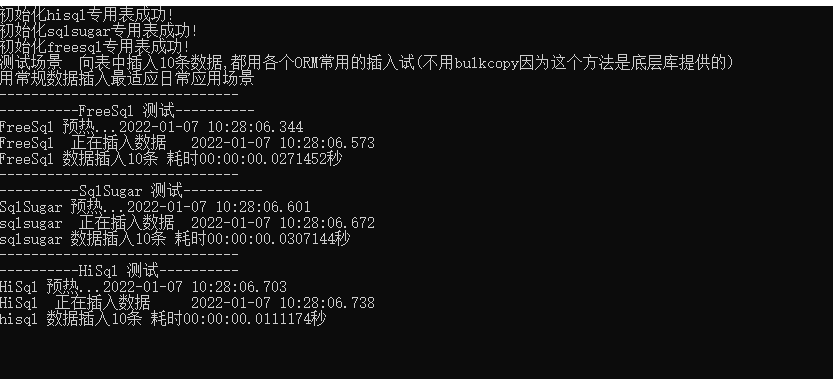 初始化hisql专用表成功!
初始化sqlsugar专用表成功!
初始化freesql专用表成功!
测试场景  向表中插入10条数据,都用各个ORM常用的插入试(不用bulkcopy因为这个方法是底层库提供的)
用常规数据插入最适应日常应用场景
------------------------------
----------FreeSql 测试----------
FreeSql 预热...2022-01-07 10:28:06.344
FreeSql  正在插入数据   2022-01-07 10:28:06.573
FreeSql 数据插入10条 耗时00:00:00.0271452秒
------------------------------
----------SqlSugar 测试----------
SqlSugar 预热...2022-01-07 10:28:06.601
sqlsugar  正在插入数据  2022-01-07 10:28:06.672
sqlsugar 数据插入10条 耗时00:00:00.0307144秒
------------------------------
----------HiSql 测试----------
HiSql 预热...2022-01-07 10:28:06.703
HiSql  正在插入数据     2022-01-07 10:28:06.738
hisql 数据插入10条 耗时00:00:00.0111174秒